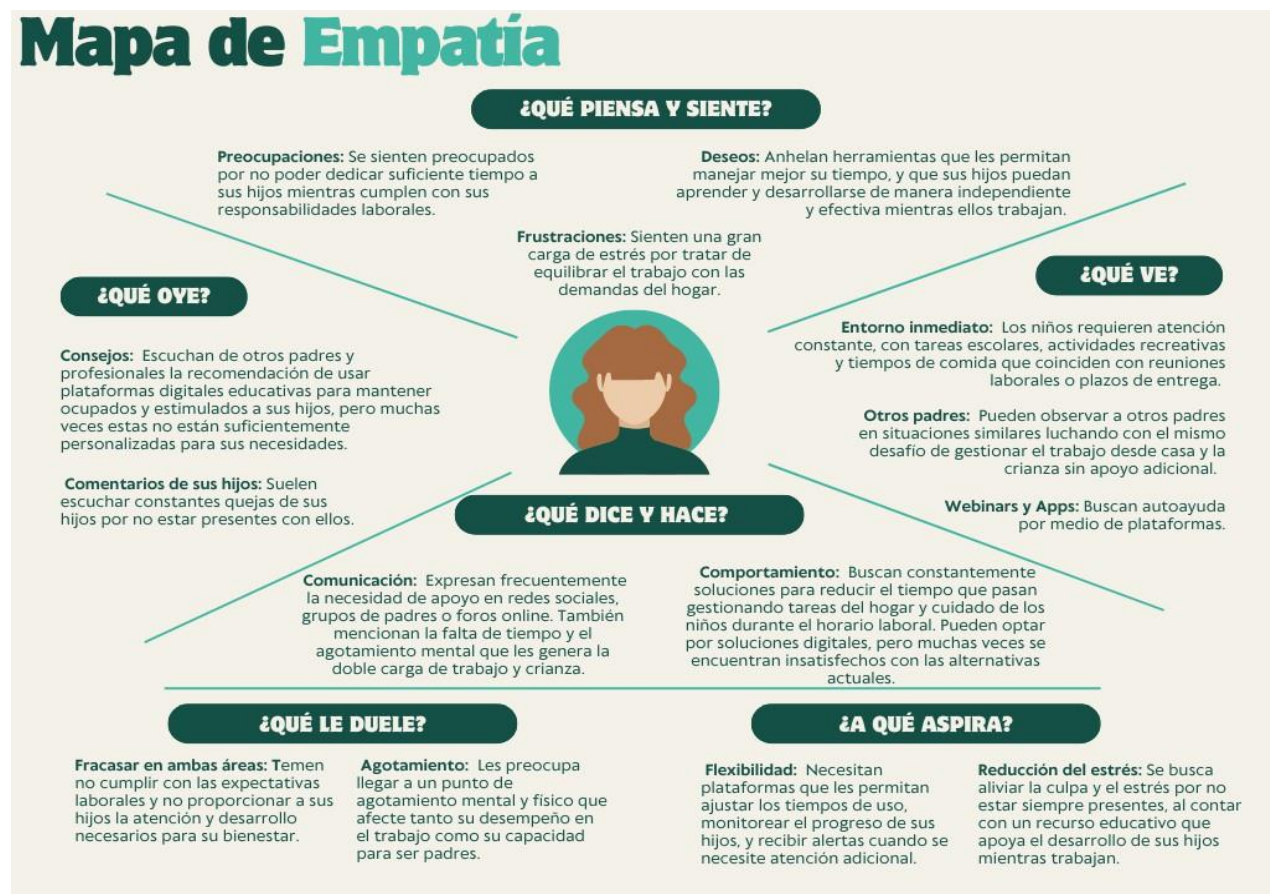 Mapa de Empatía
¿QUÉ PIENSA Y SIENTE?
Preocupaciones: Se sienten preocupados
por no poder dedicar suficiente tiempo a
sus hijos mientras cumplen con sus
responsabilidades laborales.
Deseos: Anhelan herramientas que les permitan
manejar mejor su tiempo, y que sus hijos puedan
aprender y desarrollarse de manera independiente
y efectiva mientras ellos trabajan.
Frustraciones: Sienten una gran
carga de estrés por tratar de
equilibrar el trabajo con las
demandas del hogar.
¿QUÉ OYE?
Consejos: Escuchan de otros padres y
profesionales la recomendación de usar
plataformas digitales educativas para mantener
ocupados y estimulados a sus hijos, pero muchas
veces estas no están suficientemente
personalizadas para sus necesidades.
Comentarios de sus hijos: Suelen
escuchar constantes quejas de sus
hijos por no estar presentes con ellos.
¿QUÉ VE?
Entorno inmediato: Los niños requieren atención
constante, con tareas escolares, actividades recreativas
y tiempos de comida que coinciden con reuniones
laborales o plazos de entrega.
Otros padres: Pueden observar a otros padres
en situaciones similares luchando con el mismo
desafío de gestionar el trabajo desde casa y la
crianza sin apoyo adicional.
Webinars y Apps: Buscan autoayuda
por medio de plataformas.
¿QUÉ DICE Y HACE?
Comunicación: Expresan frecuentemente
la necesidad de apoyo en redes sociales,
grupos de padres o foros online. También
mencionan la falta de tiempo y el
agotamiento mental que les genera la
doble carga de trabajo y crianza.
Comportamiento: Buscan constantemente
soluciones para reducir el tiempo que pasan
gestionando tareas del hogar y cuidado de los
niños durante el horario laboral. Pueden optar
por soluciones digitales, pero muchas veces se
encuentran insatisfechos con las alternativas
actuales.
¿QUÉ LE DUELE?
Fracasar en ambas áreas: Temen
no cumplir con las expectativas
laborales y no proporcionar a sus
hijos la atención y desarrollo
necesarios para su bienestar.
Agotamiento: Les preocupa
llegar a un punto de
agotamiento mental y físico que
afecte tanto su desempeño en
el trabajo como su capacidad
para ser padres.
¿A QUÉ ASPIRA?
Flexibilidad: Necesitan
plataformas que les permitan
ajustar los tiempos de uso,
monitorear el progreso de sus
hijos, y recibir alertas cuando se
necesite atención adicional.
Reducción del estrés: Se busca
aliviar la culpa y el estrés por no
estar siempre presentes, al contar
con un recurso educativo que
apoya el desarrollo de sus hijos
mientras trabajan.